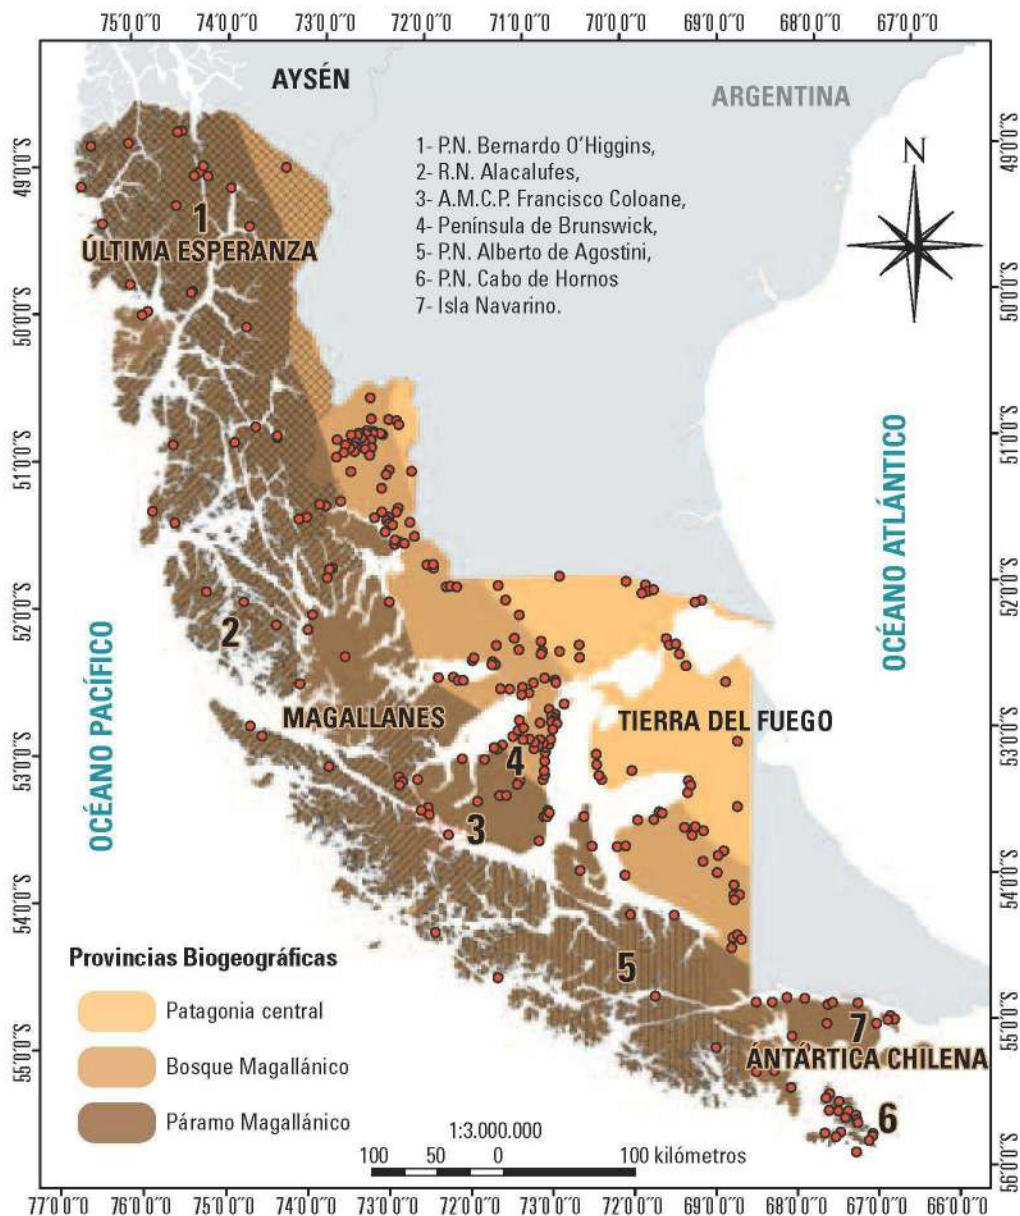 75°0'0"O 74°0'0"O 73°0'0"O 72°0'0"O 71°0'0"O 70°0'0"O 69°0'0"O 68°0'0"O 67°0'0"O
AYSÉN
ARGENTINA
1- P.N. Bernardo O'Higgins,
2- R.N. Alacalufes,
3- A.M.C.P. Francisco Coloane,
4- Península de Brunswick,
5- P.N. Alberto de Agostini,
6- P.N. Cabo de Hornos
7- Isla Navarino.
N
49°0'0"S
50°0'0"S
51°0'0"S
52°0'0"S
53°0'0"S
54°0'0"S
55°0'0"S
49°0'0"S
50°0'0"S
51°0'0"S
52°0'0"S
53°0'0"S
54°0'0"S
55°0'0"S
56°0'0"S
1
ÚLTIMA ESPERANZA
OCÉANO ATLÁNTICO
OCÉANO PACÍFICO
2
MAGALLANES
TIERRA DEL FUEGO
4
3
5
7
ÁNTÁRTICA CHILENA
6
Provincias Biogeográficas
Patagonia central
Bosque Magallánico
Páramo Magallánico
1:3.000.000
100 50 0 100 kilómetros
77°0'0"O 76°0'0"O 75°0'0"O 74°0'0"O 73°0'0"O 72°0'0"O 73°0'0"O 72°0'0"O 69°0'0"O 68°0'0"O 67°0'0"O 66°0'0"O